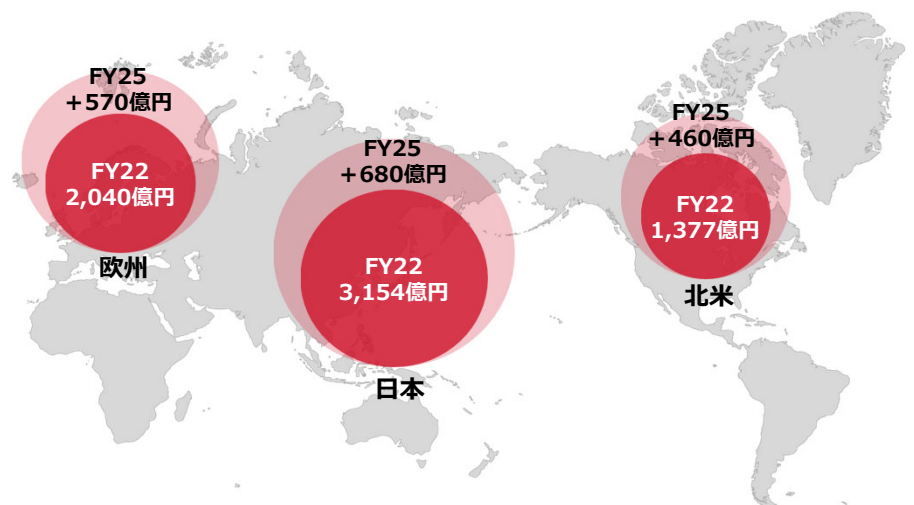 FY25
+570億円
FY22
2,040億円
欧州
FY25
+680億円
FY22
3,154億円
日本
FY25
+460億円
FY22
1,377億円
北米